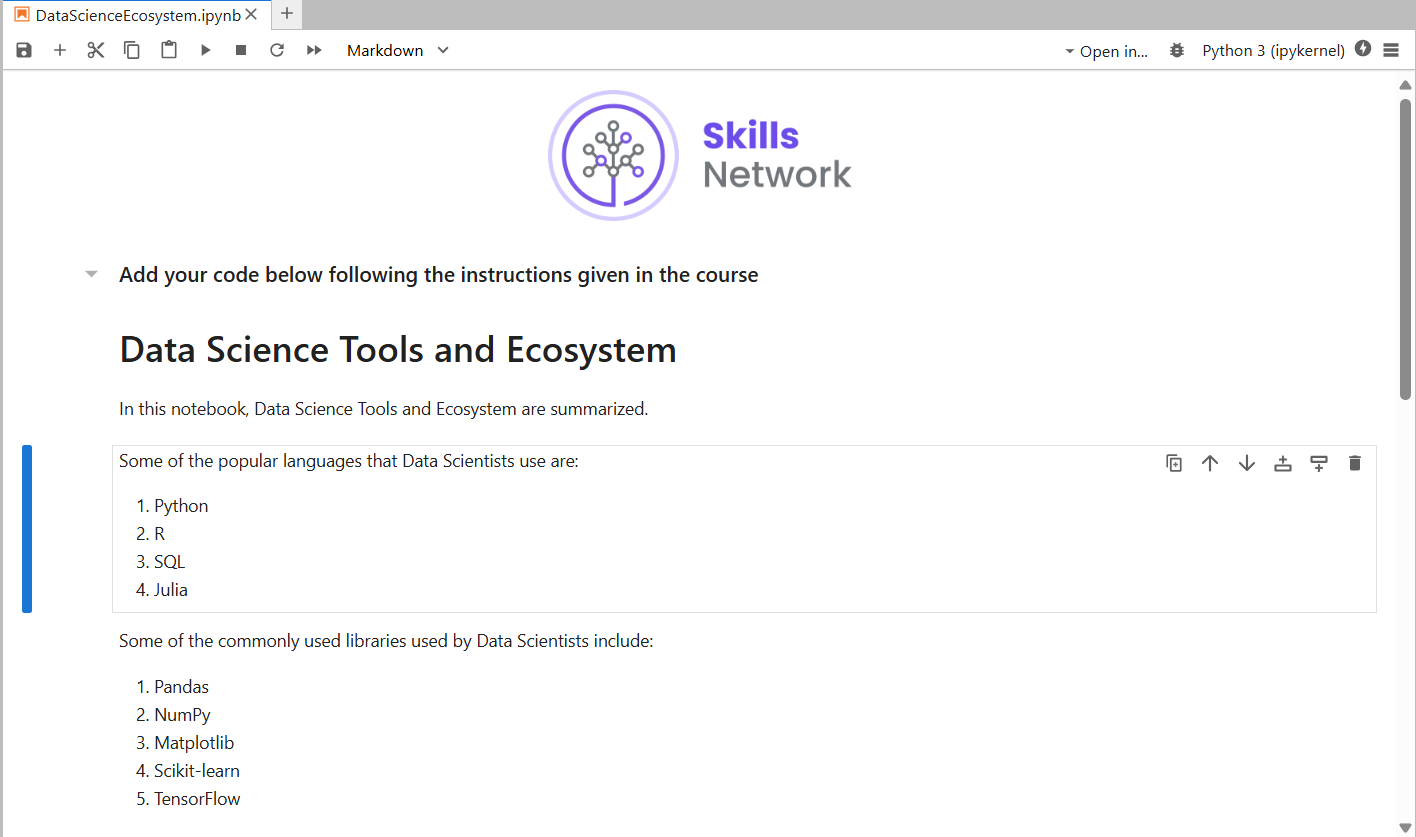 DataScienceEcosystem.ipynb
Markdown
Open in...
Python 3 (ipykernel)
Skills
Network
Add your code below following the instructions given in the course
Data Science Tools and Ecosystem
In this notebook, Data Science Tools and Ecosystem are summarized.
Some of the popular languages that Data Scientists use are:
1. Python
2. R
3. SQL
4. Julia
Some of the commonly used libraries used by Data Scientists include:
1. Pandas
2. NumPy
3. Matplotlib
4. Scikit-learn
5. TensorFlow